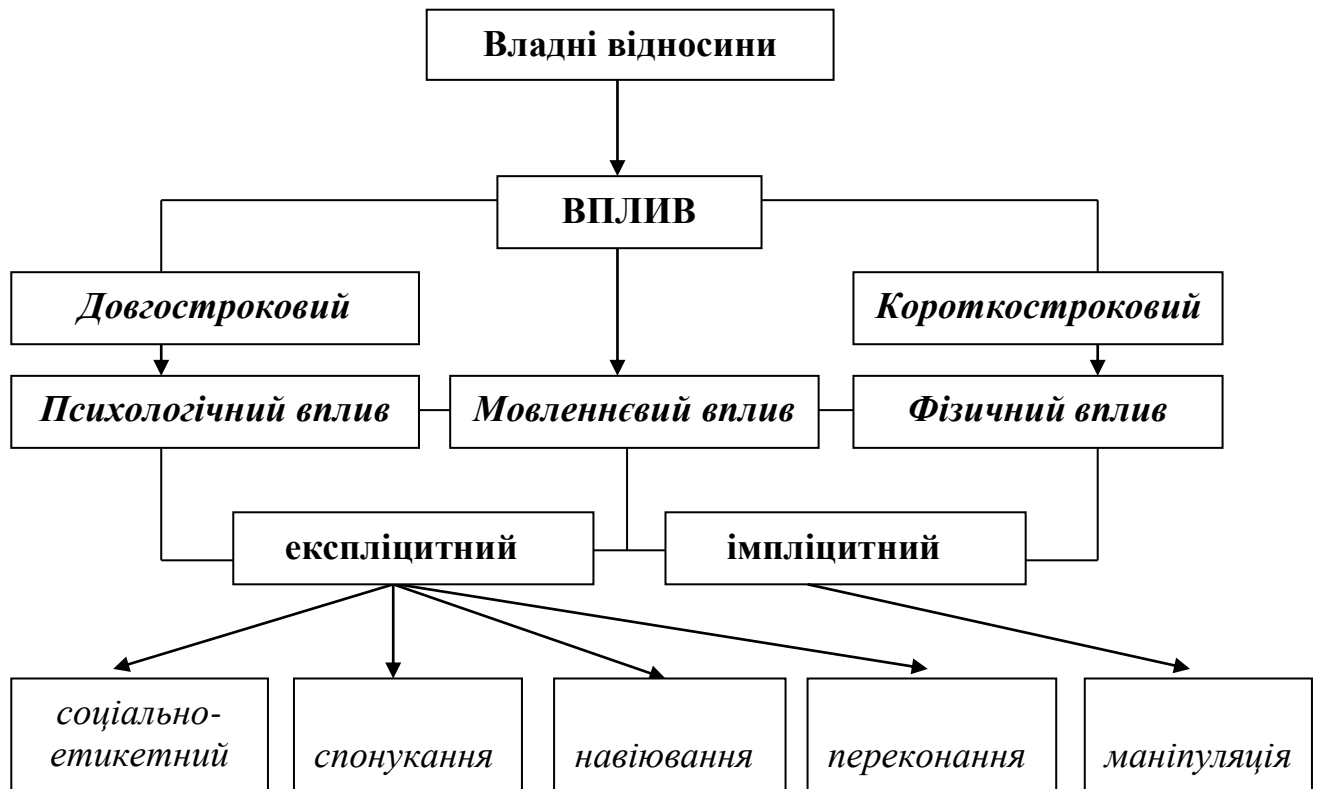 Владні відносини
ВПЛИВ
Довгостроковий
Короткостроковий
Психологічний вплив
Мовленнєвий вплив
Фізичний вплив
експліцитний
імпліцитний
соціально-
етикетний
спонукання
навіювання
переконання
маніпуляція